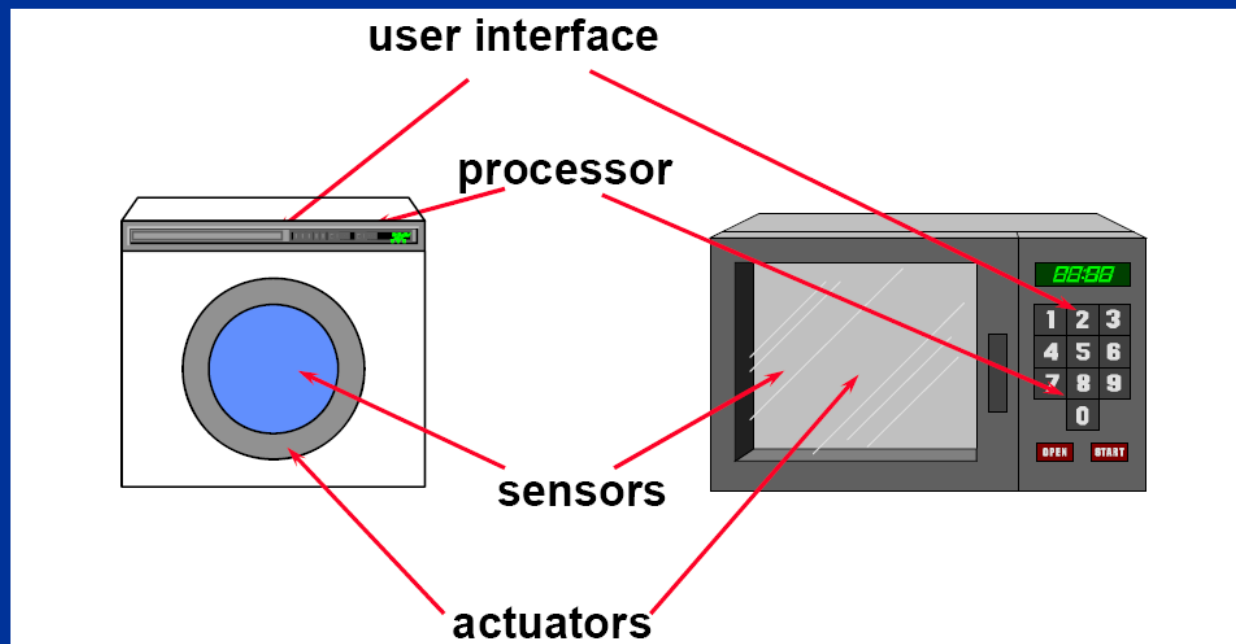 user interface
processor
88:88
1 2 3
4 5 6
7 8 9
0
OPEN START
sensors
actuators